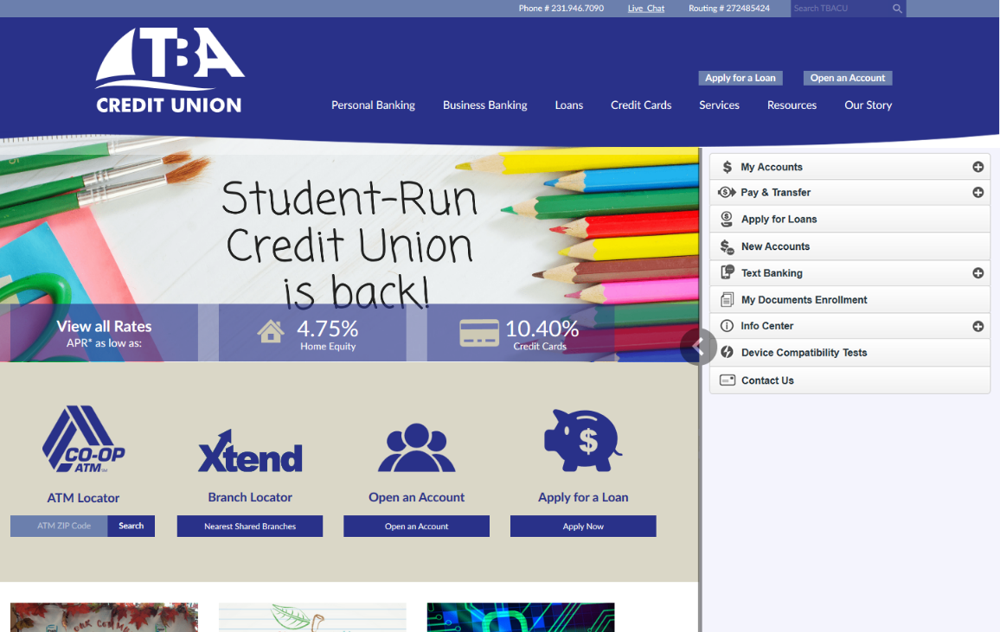 Phone # 231.946.7090
Live Chat
Routing # 272485424
Search TBACU
TBA
CREDIT UNION
Apply for a Loan
Open an Account
Personal Banking
Business Banking
Loans
Credit Cards
Services
Resources
Our Story
Student-Run
Credit Union
is back!
View all Rates
APR* as low as:
4.75%
Home Equity
10.40%
Credit Cards
My Accounts
Pay & Transfer
Apply for Loans
New Accounts
Text Banking
My Documents Enrollment
Info Center
Device Compatibility Tests
Contact Us
CO-OP
ATM
ATM Locator
ATM ZIP Code
Search
Xtend
Branch Locator
Nearest Shared Branches
Open an Account
Open an Account
$
Apply for a Loan
Apply Now